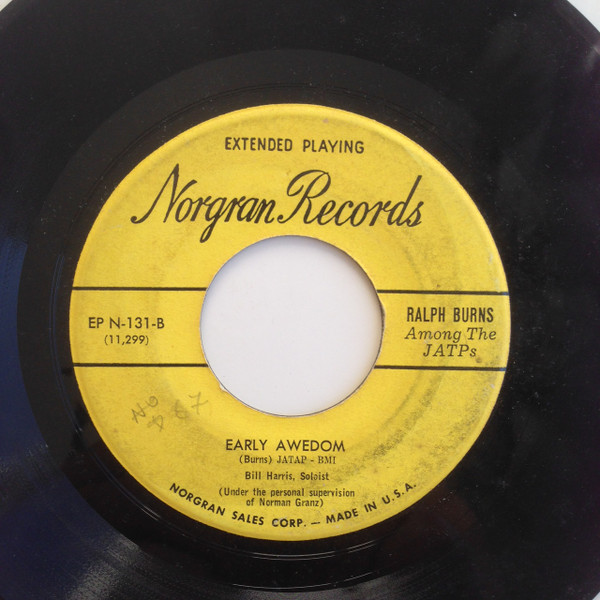 EXTENDED PLAYING
Norgran Records
EP N-131-B
(11,299)
RALPH BURNS
Among The
JATPs
No
EARLY AWEDOM
(Burns) JATAP - BMI
Bill Harris, Soloist
(Under the personal supervision
of Norman Granz)
NORGRAN SALES CORP. — MADE IN U.S.A.